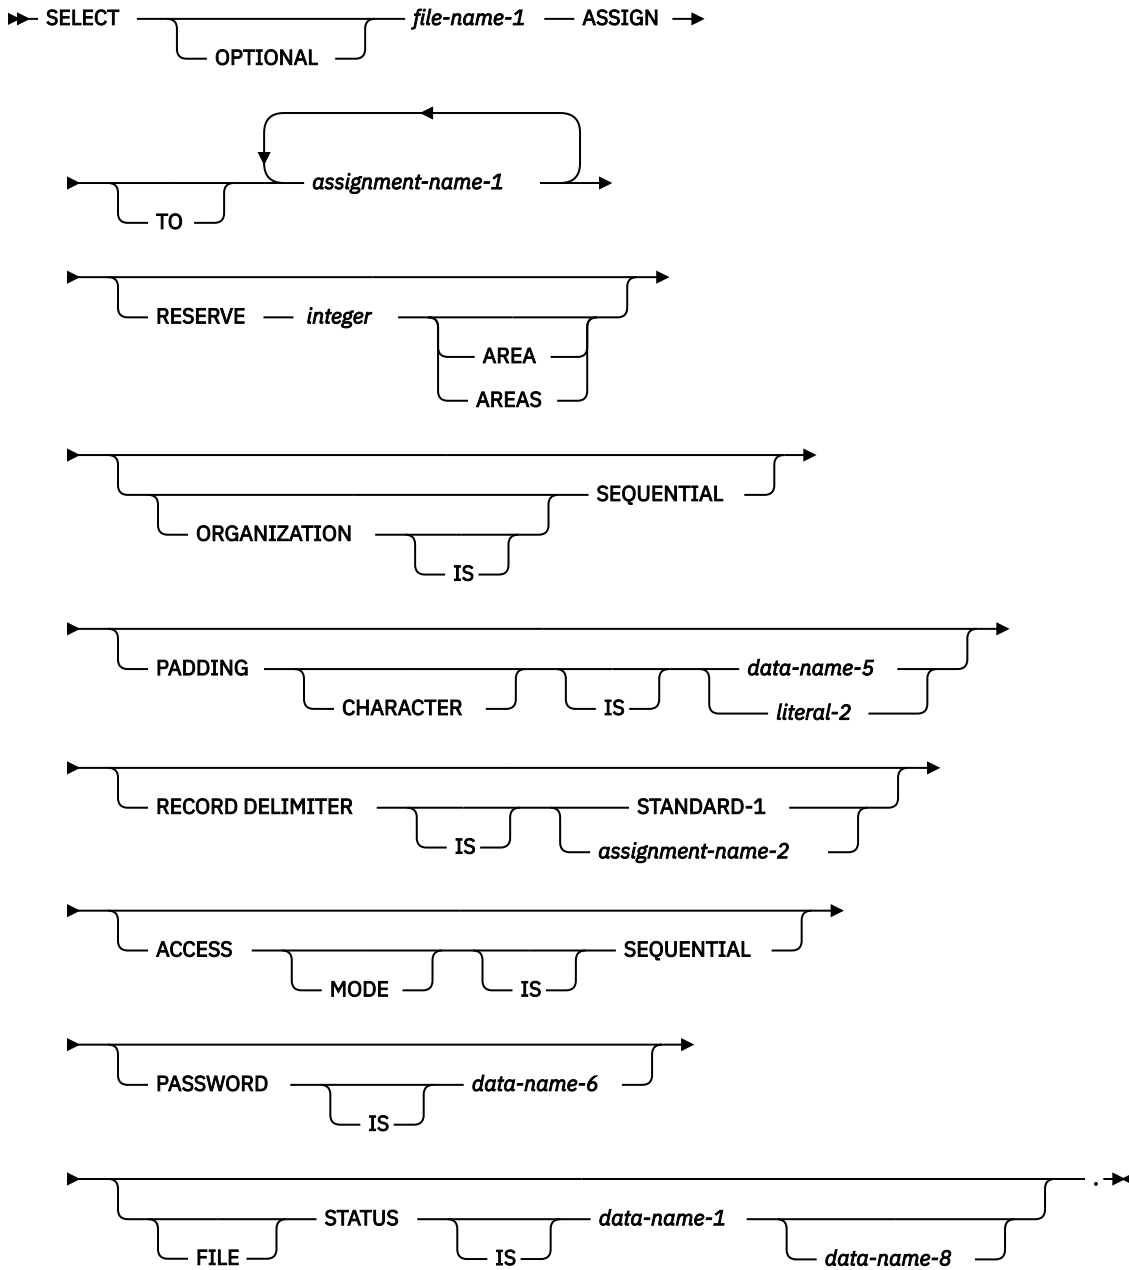 SELECT file-name-1 ASSIGN
OPTIONAL
assignment-name-1
TO
RESERVE integer
AREA
AREAS
SEQUENTIAL
ORGANIZATION
IS
PADDING data-name-5
CHARACTER IS literal-2
RECORD DELIMITER STANDARD-1
IS assignment-name-2
ACCESS SEQUENTIAL
MODE IS
PASSWORD data-name-6
IS
.
STATUS data-name-1
FILE IS data-name-8